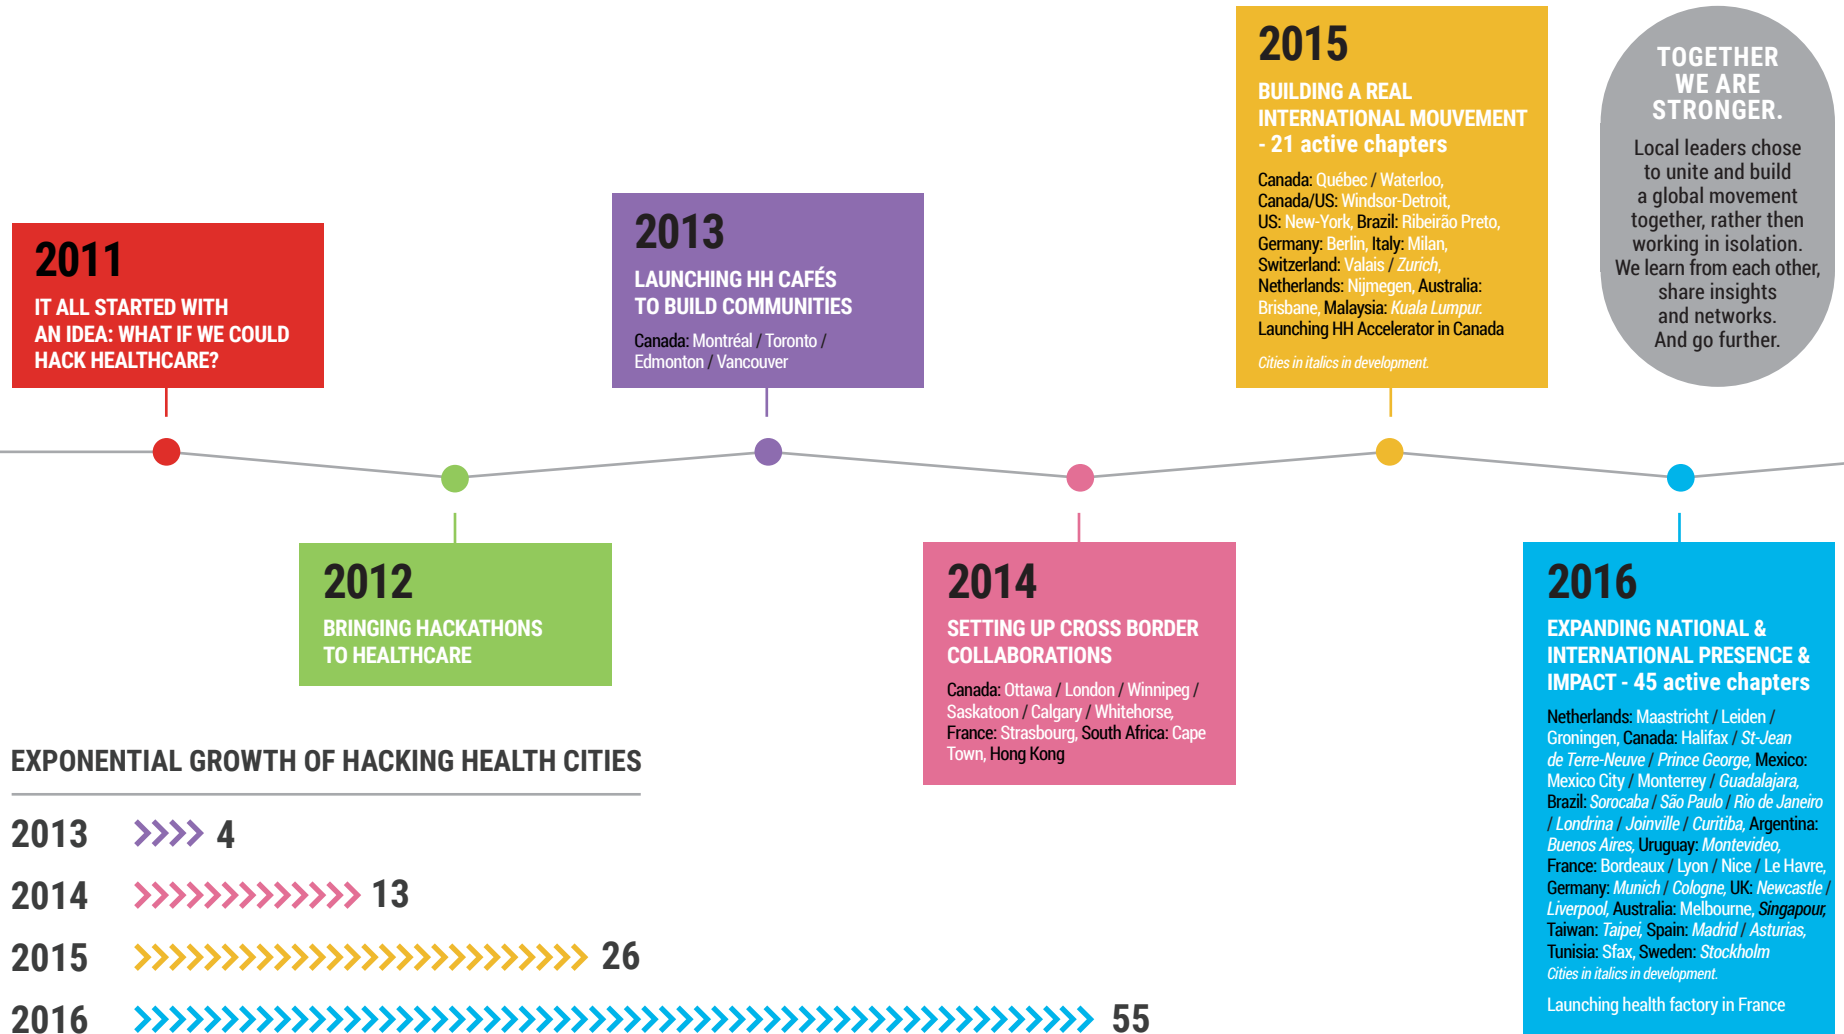 2011
IT ALL STARTED WITH
AN IDEA: WHAT IF WE COULD
HACK HEALTHCARE?
2012
BRINGING HACKATHONS
TO HEALTHCARE
2013
LAUNCHING HH CAFÉS
TO BUILD COMMUNITIES
Canada: Montréal / Toronto /
Edmonton / Vancouver
2014
SETTING UP CROSS BORDER
COLLABORATIONS
Canada: Ottawa / London / Winnipeg /
Saskatoon / Calgary / Whitehorse,
France: Strasbourg, South Africa: Cape
Town, Hong Kong
2015
BUILDING A REAL
INTERNATIONAL MOUVEMENT
- 21 active chapters
Canada: Québec / Waterloo,
Canada/US: Windsor-Detroit,
US: New-York, Brazil: Ribeirão Preto,
Germany: Berlin, Italy: Milan,
Switzerland: Valais / Zurich,
Netherlands: Nijmegen, Australia:
Brisbane, Malaysia: Kuala Lumpur.
Launching HH Accelerator in Canada
Cities in italics in development.
2016
EXPANDING NATIONAL &
INTERNATIONAL PRESENCE &
IMPACT - 45 active chapters
Netherlands: Maastricht / Leiden /
Groningen, Canada: Halifax / St-Jean
de Terre-Neuve / Prince George, Mexico:
Mexico City / Monterrey / Guadalajara,
Brazil: Sorocaba / São Paulo / Rio de Janeiro
/ Londrina / Joinville / Curitiba, Argentina:
Buenos Aires, Uruguay: Montevideo,
France: Bordeaux / Lyon / Nice / Le Havre,
Germany: Munich / Cologne, UK: Newcastle /
Liverpool, Australia: Melbourne, Singapour,
Taiwan: Taipei, Spain: Madrid / Asturias,
Tunisia: Sfax, Sweden: Stockholm
Cities in italics in development.
Launching health factory in France
TOGETHER
WE ARE
STRONGER.
Local leaders chose
to unite and build
a global movement
together, rather then
working in isolation.
We learn from each other,
share insights
and networks.
And go further.
EXPONENTIAL GROWTH OF HACKING HEALTH CITIES
2013 4
2014 13
2015 26
2016 55